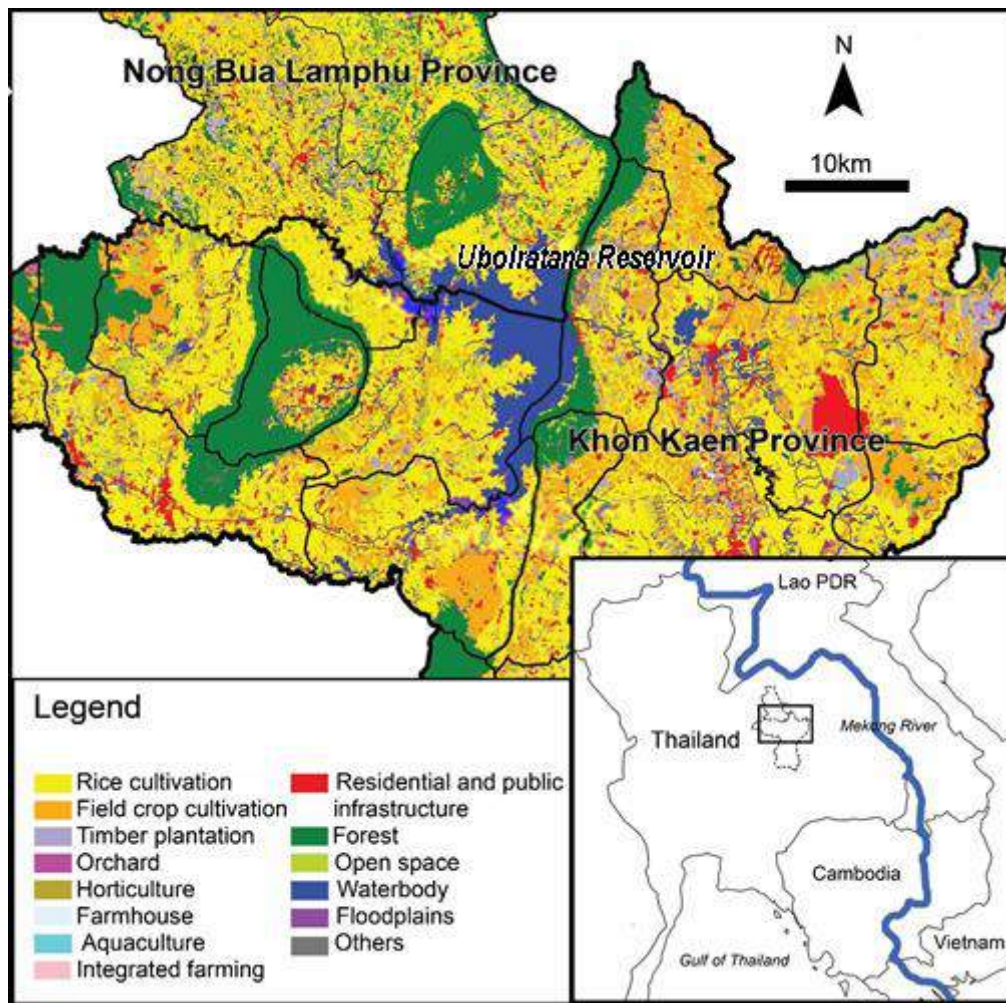 Nong Bua Lamphu Province
N
10km
Ubolratana Reservoir
Khon Kaen Province
Legend
Rice cultivation
Field crop cultivation
Timber plantation
Orchard
Horticulture
Farmhouse
Aquaculture
Integrated farming
Residential and public
infrastructure
Forest
Open space
Waterbody
Floodplains
Others
Lao PDR
Mekong River
Thailand
Cambodia
Vietnam
Gulf of Thailand